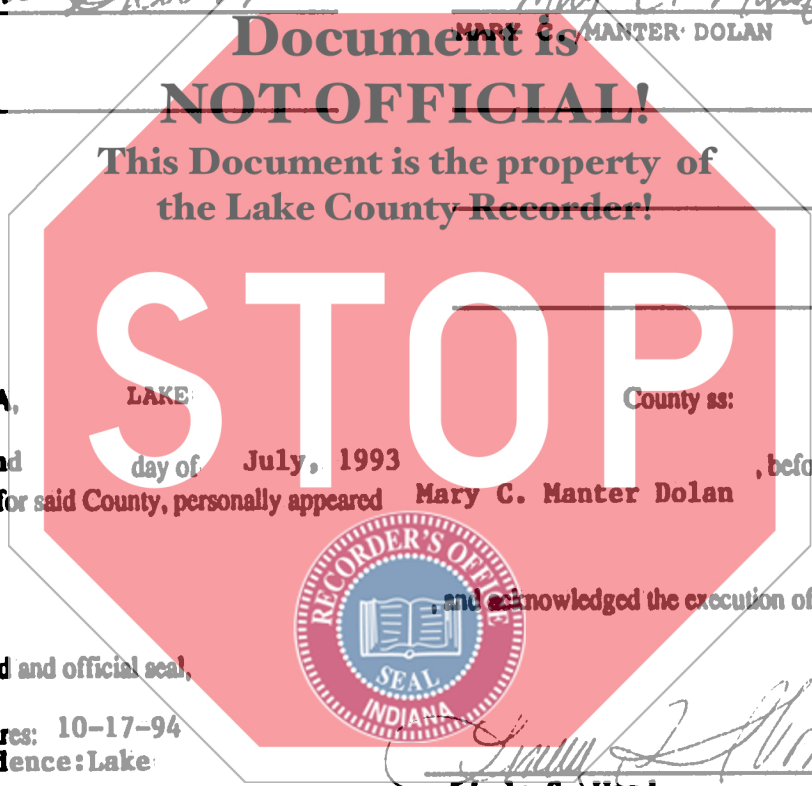 Document is
MARY C. MANTER DOLAN
NOT OFFICIAL!
This Document is the property of
the Lake County Recorder!
STOP
A, LAKE County as:
nd day of July, 1993 , befo
for said County, personally appeared Mary C. Manter Dolan
RECORDER'S OFFICE
, and acknowledged the execution of
SEAL
INDIANA
d and official seal,
res: 10-17-94
dence:Lake